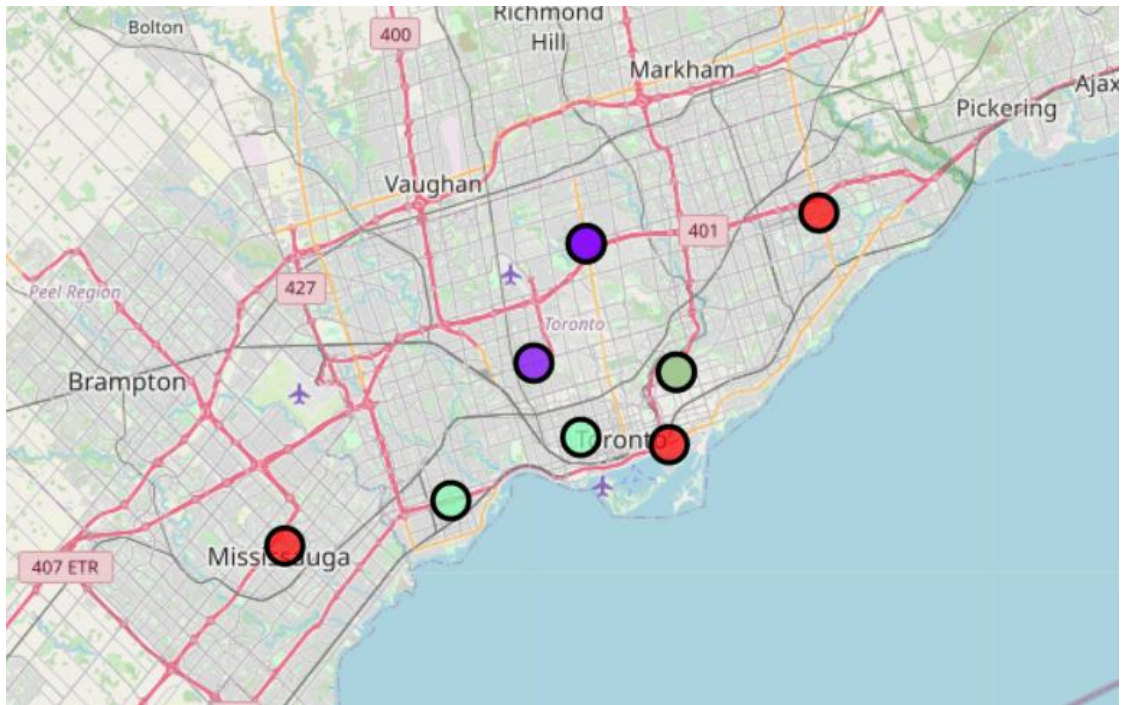 Richmond
Hill
Bolton
400
Markham
Ajax
Pickering
Vaughan
401
427
Peel Region
Toronto
Brampton
Toronto
Mississauga
407 ETR